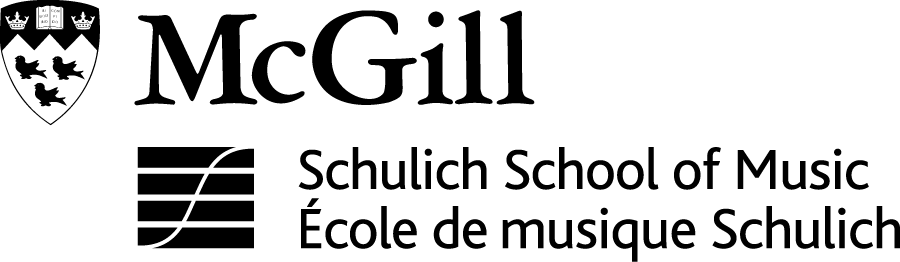 McGill
Schulich School of Music
École de musique Schulich